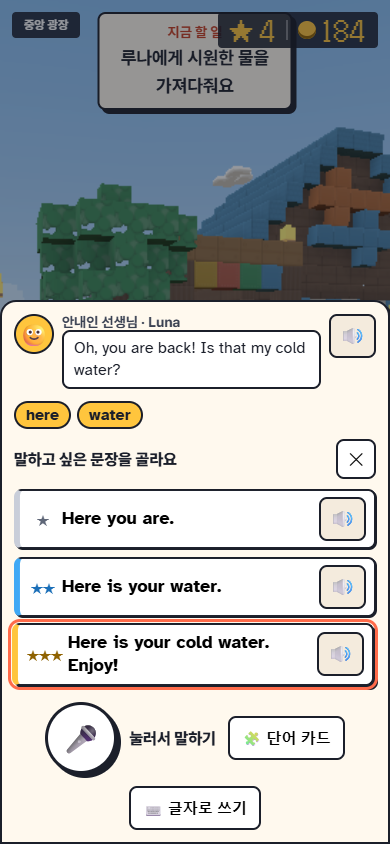 중앙 광장
지금 할 일
★ 4 | 184
루나에게 시원한 물을
가져다줘요
안내인 선생님 · Luna
Oh, you are back! Is that my cold
water?
here water
말하고 싶은 문장을 골라요
★ Here you are.
★★ Here is your water.
★★★ Here is your cold water.
Enjoy!
눌러서 말하기
단어 카드
글자로 쓰기